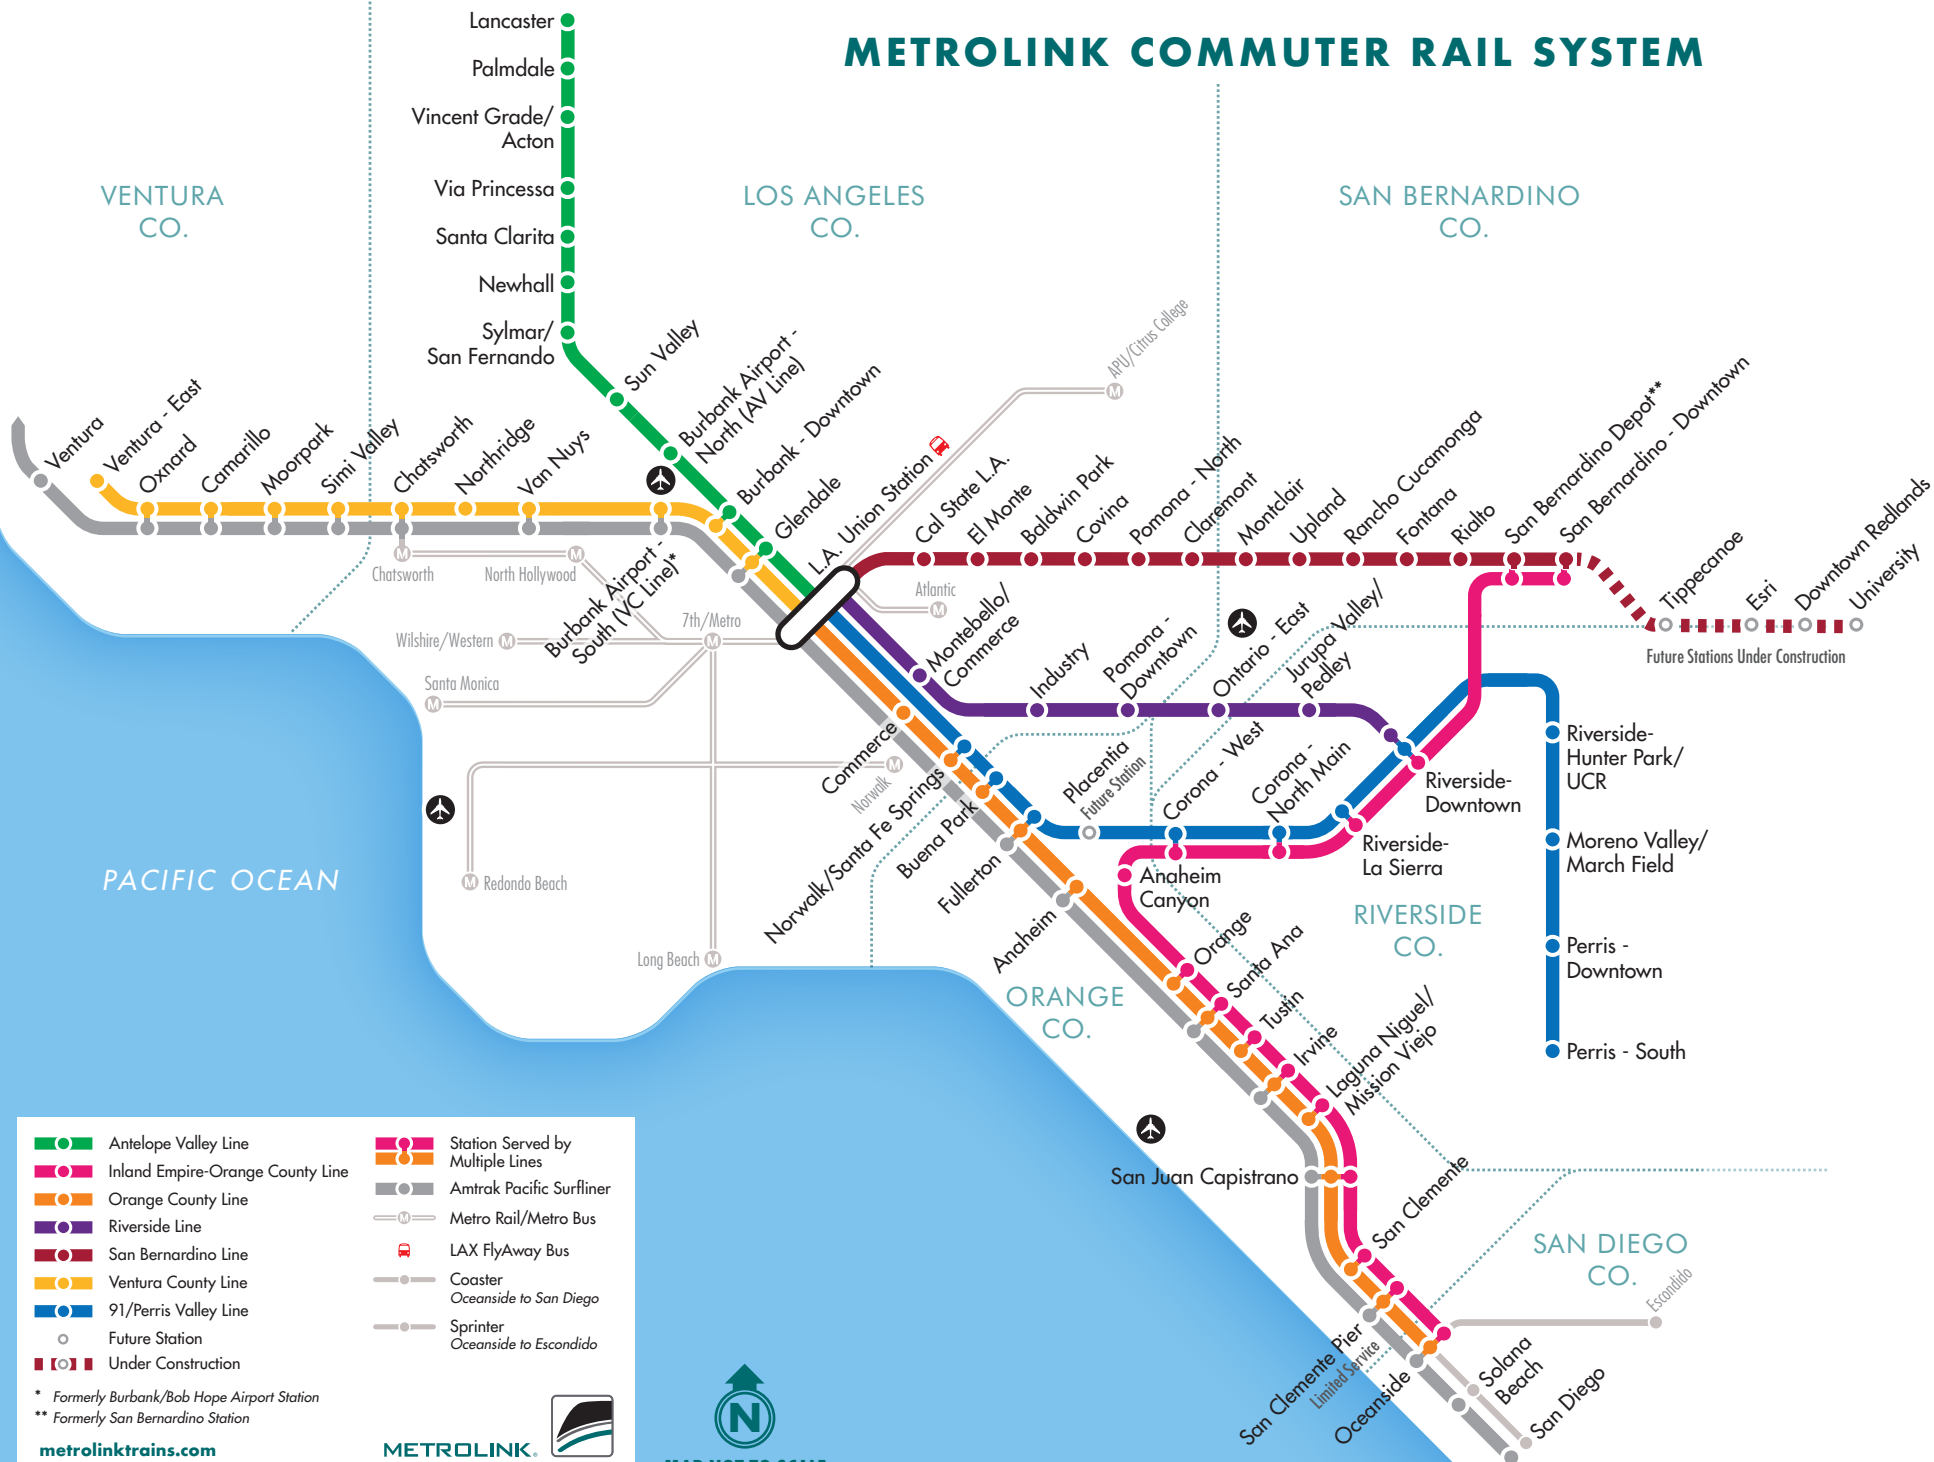 METROLINK COMMUTER RAIL SYSTEM
Lancaster
Palmdale
Vincent Grade/
Acton
Via Princessa
Santa Clarita
Newhall
Sylmar/
San Fernando
VENTURA
CO.
LOS ANGELES
CO.
SAN BERNARDINO
CO.
Sun Valley
Burbank Airport -
North (AV Line)
Burbank - Downtown
Glendale
L.A. Union Station
APU/Citrus College
Ventura
Ventura - East
Oxnard
Camarillo
Moorpark
Simi Valley
Chatsworth
Northridge
Van Nuys
Burbank Airport -
South (VC Line)*
Cal State L.A.
El Monte
Baldwin Park
Covina
Pomona - North
Claremont
Montclair
Upland
Rancho Cucamonga
Fontana
Rialto
San Bernardino Depot**
San Bernardino - Downtown
Tippecanoe
Esri
Downtown Redlands
University
Future Stations Under Construction
M
M
Chatsworth
M
North Hollywood
Atlantic
M
7th/Metro
M
Wilshire/Western M
Santa Monica
M
Norwalk
M
M Redondo Beach
Long Beach M
Montebello/
Commerce
Industry
Pomona -
Downtown
Ontario - East
Jurupa Valley/
Pedley
Commerce
Norwalk/Santa Fe Springs
Buena Park
Fullerton
Anaheim
Placentia
Future Station
Corona - West
Corona -
North Main
Riverside-
Downtown
Riverside-
La Sierra
Riverside-
Hunter Park/
UCR
Moreno Valley/
March Field
Perris -
Downtown
Perris - South
Anaheim
Canyon
RIVERSIDE
CO.
PACIFIC OCEAN
ORANGE
CO.
Orange
Santa Ana
Tustin
Irvine
Laguna Niguel/
Mission Viejo
San Juan Capistrano
San Clemente
San Clemente Pier
Limited Service
Oceanside
SAN DIEGO
CO.
Escondido
Solana
Beach
San Diego
Antelope Valley Line
Inland Empire-Orange County Line
Orange County Line
Riverside Line
San Bernardino Line
Ventura County Line
91/Perris Valley Line
Future Station
Under Construction
* Formerly Burbank/Bob Hope Airport Station
** Formerly San Bernardino Station
metrolinktrains.com
Station Served by
Multiple Lines
Amtrak Pacific Surfliner
M Metro Rail/Metro Bus
LAX FlyAway Bus
Coaster
Oceanside to San Diego
Sprinter
Oceanside to Escondido
METROLINK.
N
MAP NOT TO SCALE